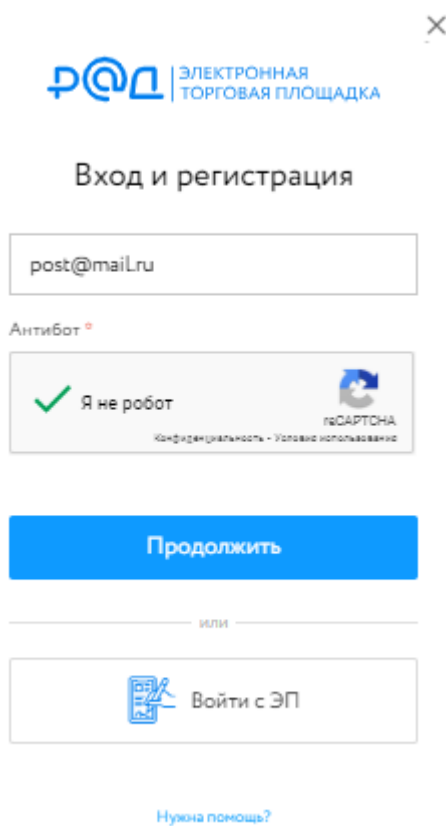 РАД ЭЛЕКТРОННАЯ
ТОРГОВАЯ ПЛОЩАДКА
Вход и регистрация
post@mail.ru
Антибот *
Я не робот
reCAPTCHA
Конфиденциальность - Условия использования
Продолжить
или
Войти с ЭП
Нужна помощь?